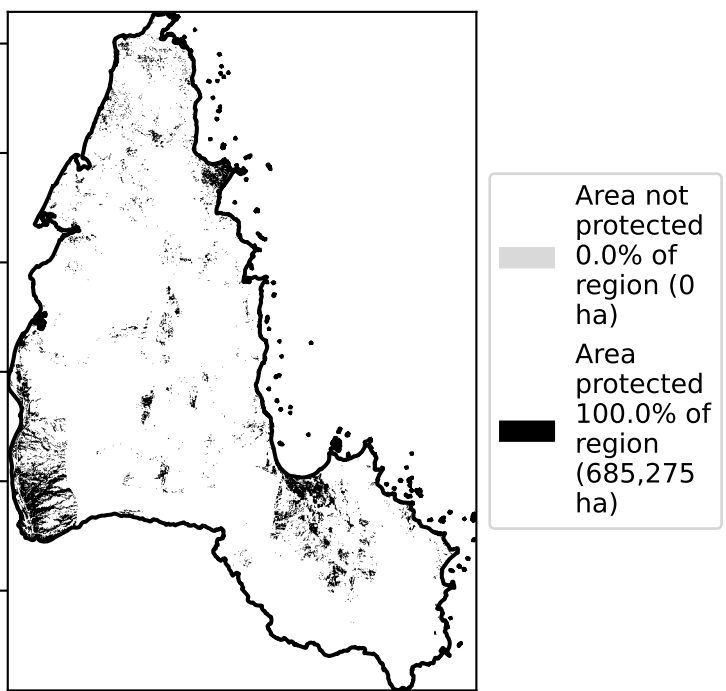 Area not
protected
0.0% of
region (0
ha)
Area
protected
100.0% of
region
(685,275
ha)